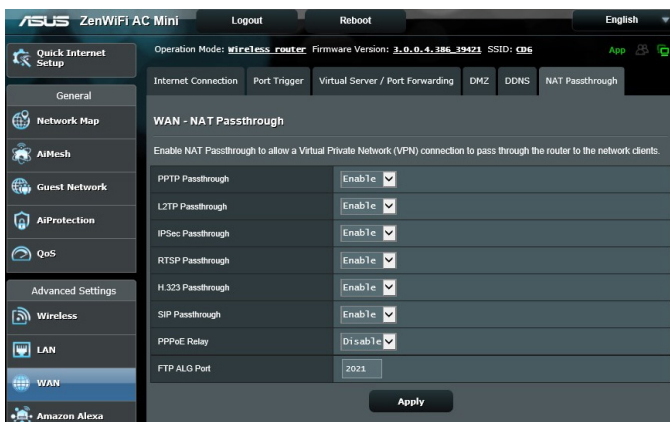 ASUS ZenWiFi AC Mini Logout Reboot English
Quick Internet Setup
Operation Mode: Wireless router Firmware Version: 3.0.0.4.386_39421 SSID: CD6 App
Internet Connection Port Trigger Virtual Server / Port Forwarding DMZ DDNS NAT Passthrough
General
Network Map
AiMesh
Guest Network
AiProtection
QoS
Advanced Settings
Wireless
LAN
WAN
Amazon Alexa
WAN - NAT Passthrough
Enable NAT Passthrough to allow a Virtual Private Network (VPN) connection to pass through the router to the network clients.
PPTP Passthrough Enable
L2TP Passthrough Enable
IPSec Passthrough Enable
RTSP Passthrough Enable
H.323 Passthrough Enable
SIP Passthrough Enable
PPPoE Relay Disable
FTP ALG Port 2021
Apply